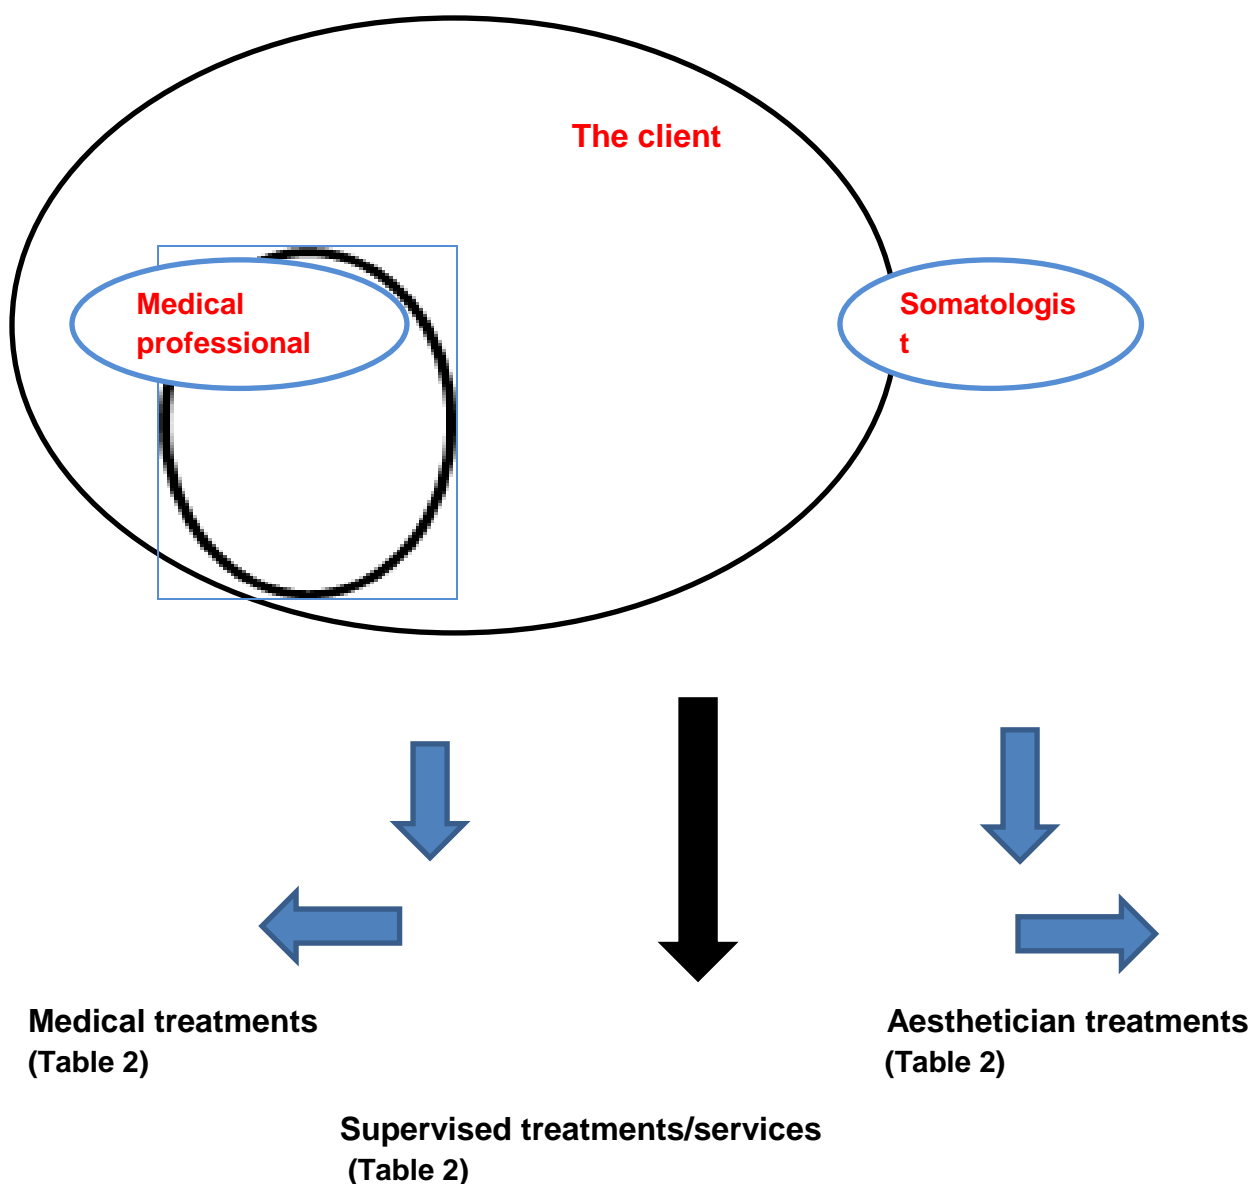 The client
Medical
professional
Somatologis
t
Medical treatments
(Table 2)
Aesthetician treatments
(Table 2)
Supervised treatments/services
(Table 2)